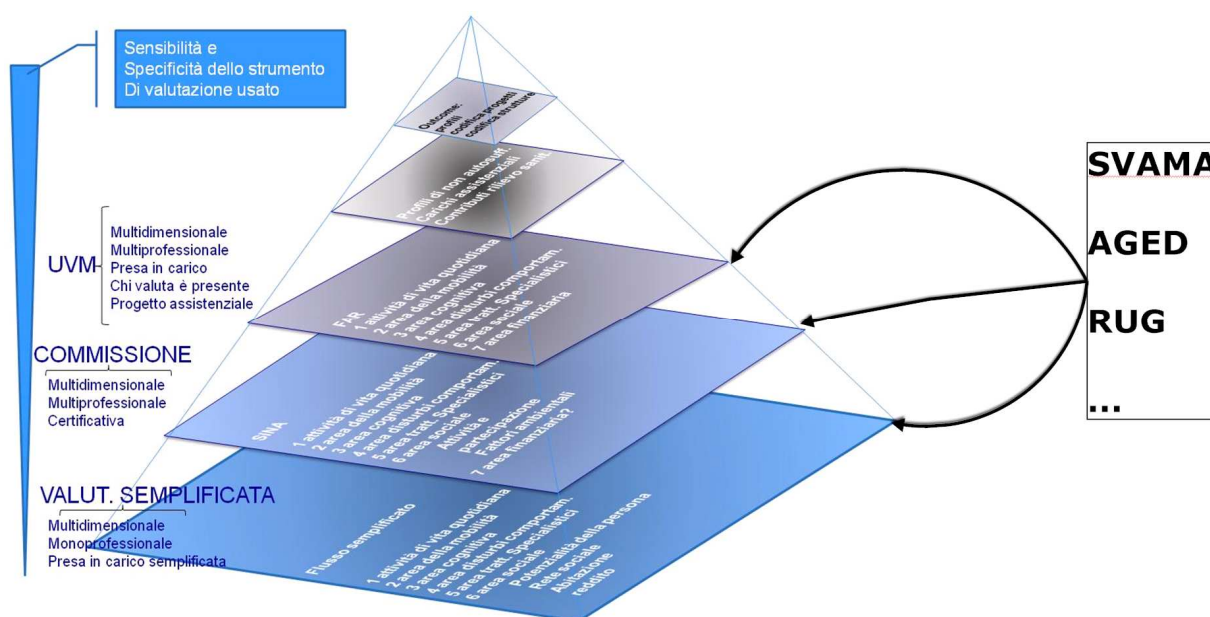 Sensibilità e
Specificità dello strumento
Di valutazione usato
Outcome:
profili
codifica progetti
codifica strutture
Profili di non autosuff.
Carichi assistenziali
Contributi rilievo sanit.
UVM
Multidimensionale
Multiprofessionale
Presa in carico
Chi valuta è presente
Progetto assistenziale
FAR
1 attività di vita quotidiana
2 area della mobilità
3 area cognitiva
4 area disturbi comportam.
5 area tratt. Specialistici
6 area sociale
7 area finanziaria
COMMISSIONE
Multidimensionale
Multiprofessionale
Certificativa
SINA
1 attività di vita quotidiana
2 area della mobilità
3 area cognitiva
4 area disturbi comportam.
5 area tratt. Specialistici
6 area sociale
Attività
partecipazione
Fattori ambientali
7 area finanziaria?
VALUT. SEMPLIFICATA
Multidimensionale
Monoprofessionale
Presa in carico semplificata
Flusso semplificato
1 attività di vita quotidiana
2 area della mobilità
3 area cognitiva
4 area disturbi comportam.
5 area tratt. Specialistici
6 area sociale
Potenzialità della persona
Rete sociale
Abitazione
reddito
SVAMA
AGED
RUG
...